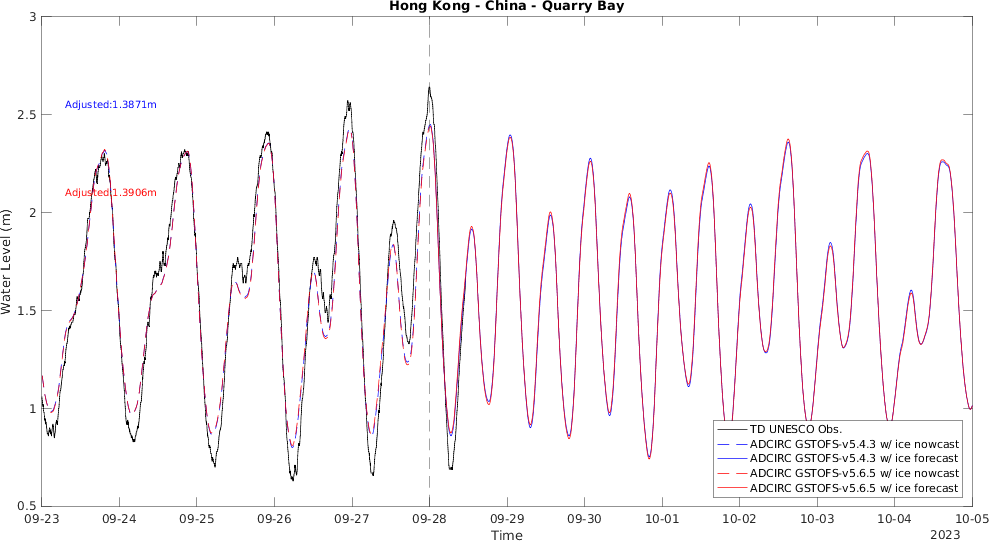 Hong Kong - China - Quarry Bay
3
2.5
2
1.5
1
0.5
Water Level (m)
Adjusted:1.3871m
Adjusted:1.3906m
TD UNESCO Obs.
ADCIRC GSTOFS-v5.4.3 w/ ice nowcast
ADCIRC GSTOFS-v5.4.3 w/ ice forecast
ADCIRC GSTOFS-v5.6.5 w/ ice nowcast
ADCIRC GSTOFS-v5.6.5 w/ ice forecast
09-23 09-24 09-25 09-26 09-27 09-28 09-29 09-30 10-01 10-02 10-03 10-04 10-05
Time
2023